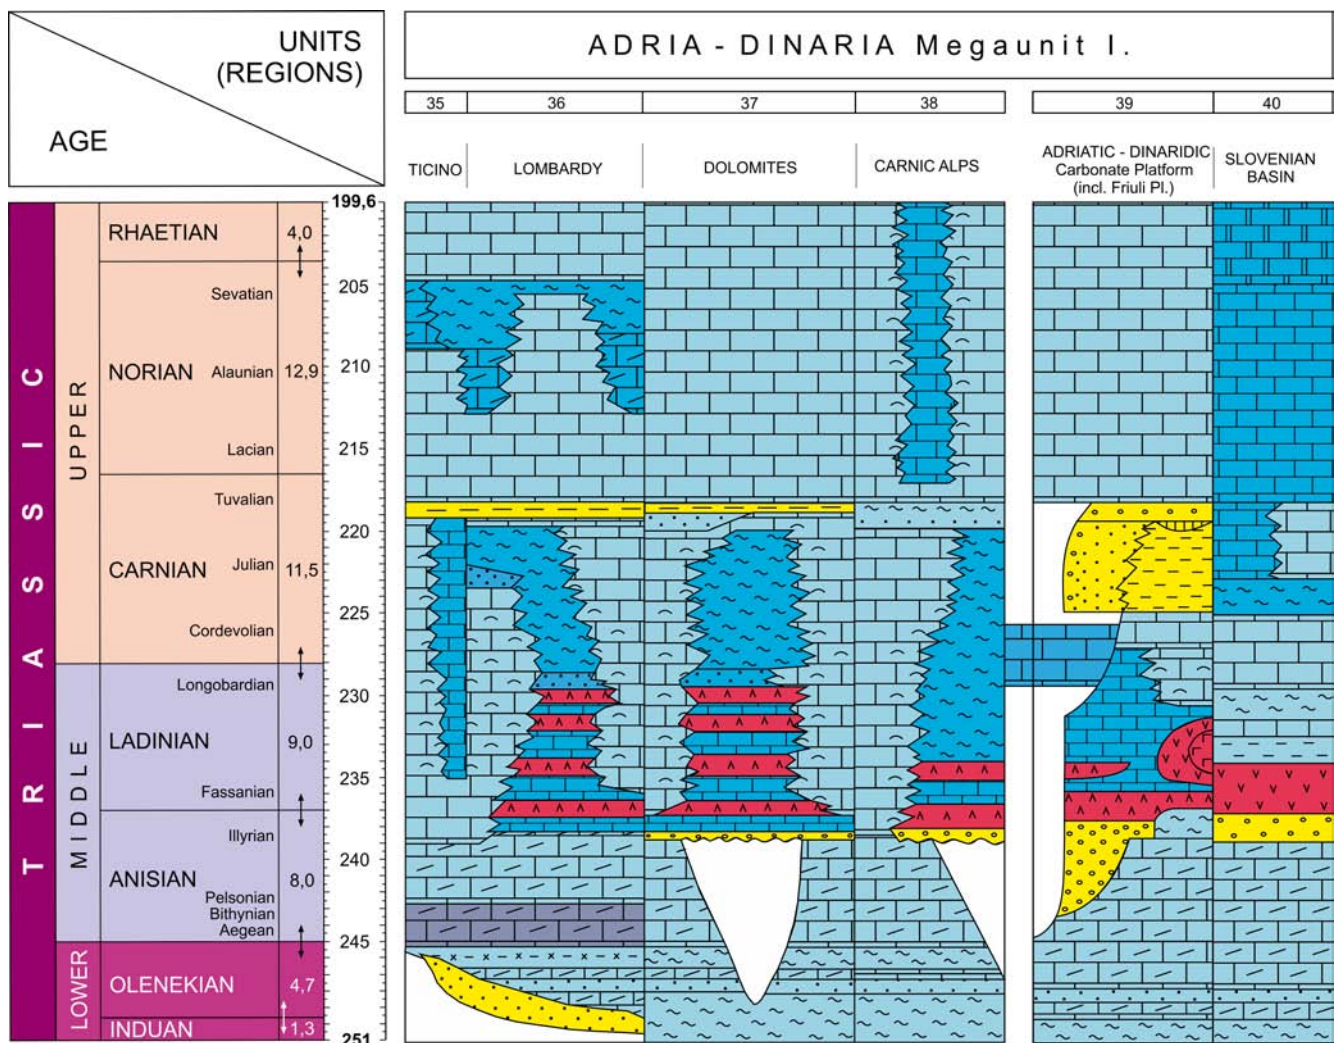 UNITS
(REGIONS)
AGE
ADRIA - DINARIA Megaunit I.
35
36
37
38
39
40
TICINO
LOMBARDY
DOLOMITES
CARNIC ALPS
ADRIATIC - DINARIDIC
Carbonate Platform
(incl. Friuli Pl.)
SLOVENIAN
BASIN
TRIASSIC
UPPER
MIDDLE
LOWER
RHAETIAN
4,0
Sevatian
NORIAN
Alaunian
12,9
Lacian
Tuvalian
CARNIAN
Julian
11,5
Cordevolian
Longobardian
LADINIAN
9,0
Fassanian
Illyrian
ANISIAN
8,0
Pelsonian
Bithynian
Aegean
OLENEKIAN
4,7
INDUAN
1,3
199,6
205
210
215
220
225
230
235
240
245
251